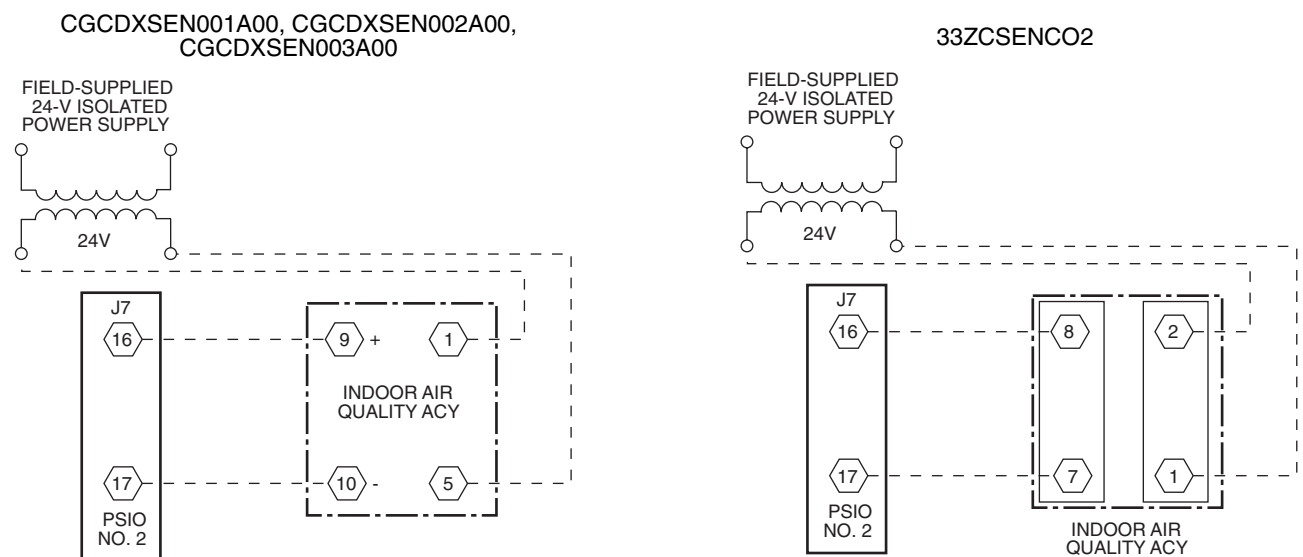 CGCDXSEN001A00, CGCDXSEN002A00,
CGCDXSEN003A00
FIELD-SUPPLIED
24-V ISOLATED
POWER SUPPLY
24V
J7
16
9 +
1
INDOOR AIR
QUALITY ACY
17
10 -
5
PSIO
NO. 2
33ZCSENCO2
FIELD-SUPPLIED
24-V ISOLATED
POWER SUPPLY
24V
J7
16
8
2
17
7
1
PSIO
NO. 2
INDOOR AIR
QUALITY ACY